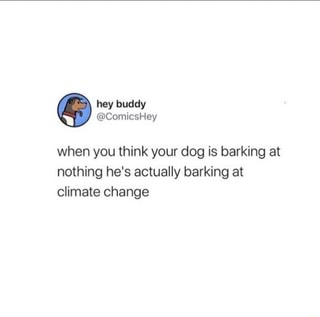 hey buddy
@ComicsHey
when you think your dog is barking at
nothing he's actually barking at
climate change